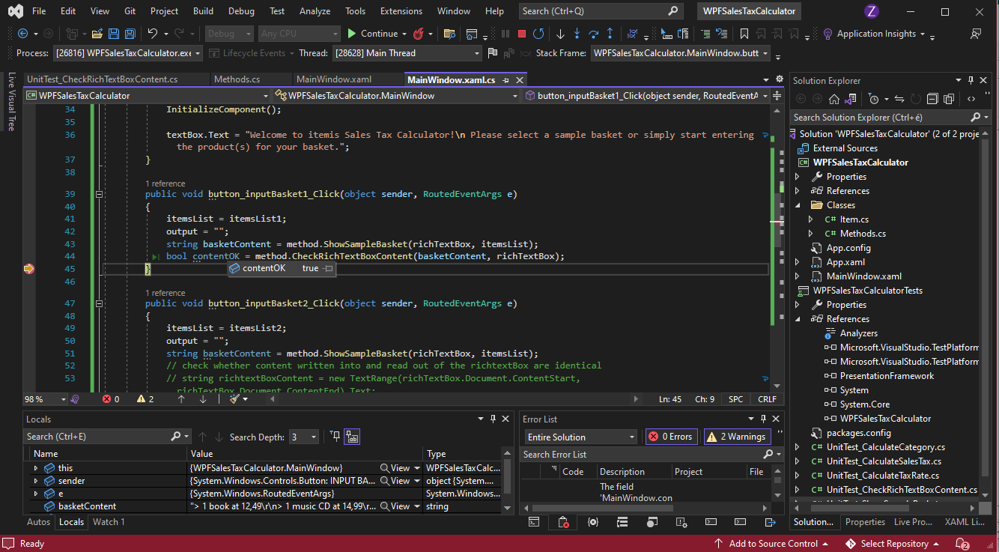 File Edit View Git Project Build Debug Test Analyze Tools Extensions Window Help Search (Ctrl+Q) WPFSalesTaxCalculator Z
Debug Any CPU Continue Application Insights
Process: [26816] WPFSalesTaxCalculator.exe Lifecycle Events Thread: [28628] Main Thread Stack Frame: WPFSalesTaxCalculator.MainWindow.butt
Live Visual Tree
UnitTest_CheckRichTextBoxContent.cs Methods.cs MainWindow.xaml MainWindow.xaml.cs
WPFSalesTaxCalculator WPFSalesTaxCalculator.MainWindow button_inputBasket1_Click(object sender, RoutedEventA
34 InitializeComponent();
35
36 textBox.Text = "Welcome to itemis Sales Tax Calculator!\n Please select a sample basket or simply start entering
the product(s) for your basket.";
37 }
38
1 reference
39 public void button_inputBasket1_Click(object sender, RoutedEventArgs e)
40 {
41 itemsList = itemsList1;
42 output = "";
43 string basketContent = method.ShowSampleBasket(richTextBox, itemsList);
44 bool contentOK = method.CheckRichTextBoxContent(basketContent, richTextBox);
45 }
contentOK true
46
1 reference
47 public void button_inputBasket2_Click(object sender, RoutedEventArgs e)
48 {
49 itemsList = itemsList2;
50 output = "";
51 string basketContent = method.ShowSampleBasket(richTextBox, itemsList);
52 // check whether content written into and read out of the richtextBox are identical
53 // string richtextBoxContent = new TextRange(richTextBox.Document.ContentStart,
richTextBox.Document.ContentEnd).Text;
98 % 0 2 Ln: 45 Ch: 9 SPC CRLF
Locals
Search (Ctrl+E) Search Depth: 3
Name Value Type
this {WPFSalesTaxCalculator.MainWindow} View WPFSalesTaxCalc...
sender {System.Windows.Controls.Button: INPUT BA... View object {System....
e {System.Windows.RoutedEventArgs} System.Windows...
basketContent "> 1 book at 12,49\r\n> 1 music CD at 14,99\r... View string
Autos Locals Watch 1
Error List
Entire Solution 0 Errors 2 Warnings
Search Error List
Code Description Project File
The field
'MainWindow.con
Solution Explorer
Search Solution Explorer (Ctrl+é)
Solution 'WPFSalesTaxCalculator' (2 of 2 proje
External Sources
WPFSalesTaxCalculator
Properties
References
Classes
C# Item.cs
C# Methods.cs
App.config
App.xaml
MainWindow.xaml
WPFSalesTaxCalculatorTests
Properties
References
Analyzers
Microsoft.VisualStudio.TestPlatform
Microsoft.VisualStudio.TestPlatform
PresentationFramework
System
System.Core
WPFSalesTaxCalculator
packages.config
C# UnitTest_CalculateCategory.cs
C# UnitTest_CalculateSalesTax.cs
C# UnitTest_CalculateTaxRate.cs
C# UnitTest_CheckRichTextBoxContent.cs
Solution... Properties Live Pro... XAML Li...
Ready Add to Source Control Select Repository 2